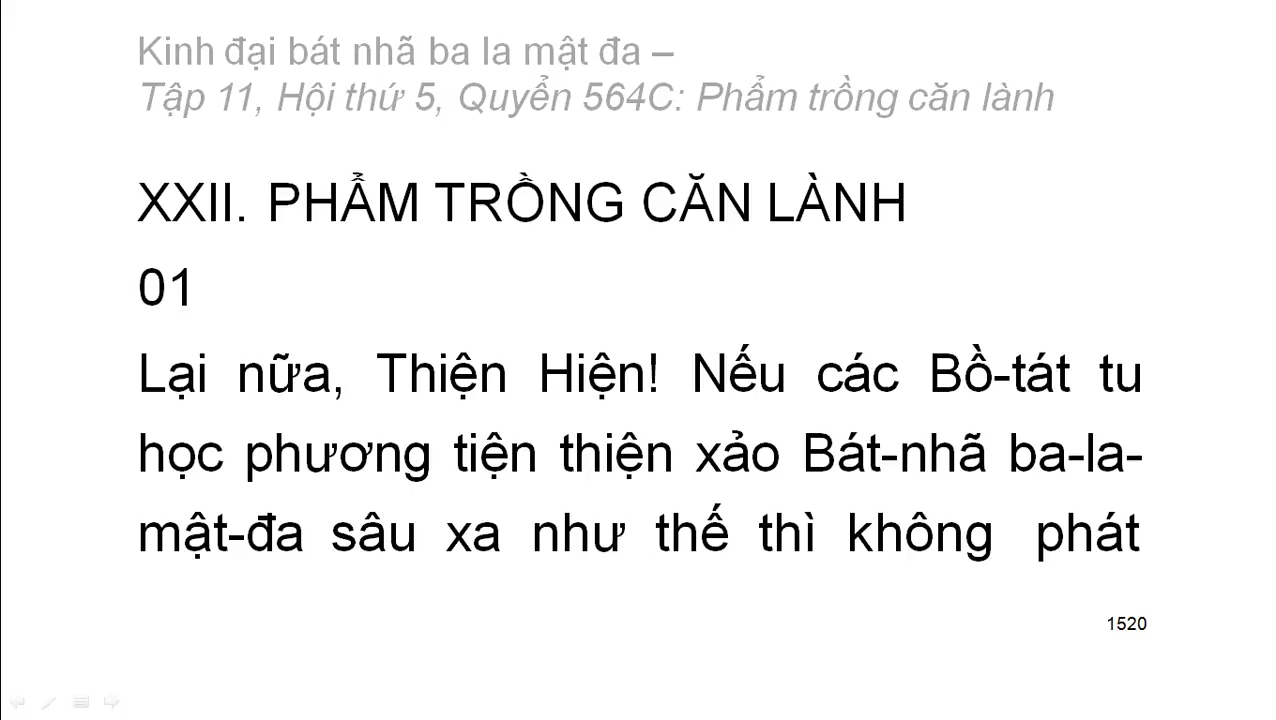 Kinh đại bát nhã ba la mật đa –
Tập 11, Hội thứ 5, Quyển 564C: Phẩm trồng căn lành
XXII. PHẨM TRỒNG CĂN LÀNH
01
Lại nữa, Thiện Hiện! Nếu các Bồ-tát tu
học phương tiện thiện xảo Bát-nhã ba-la-
mật-đa sâu xa như thế thì không phát
1520